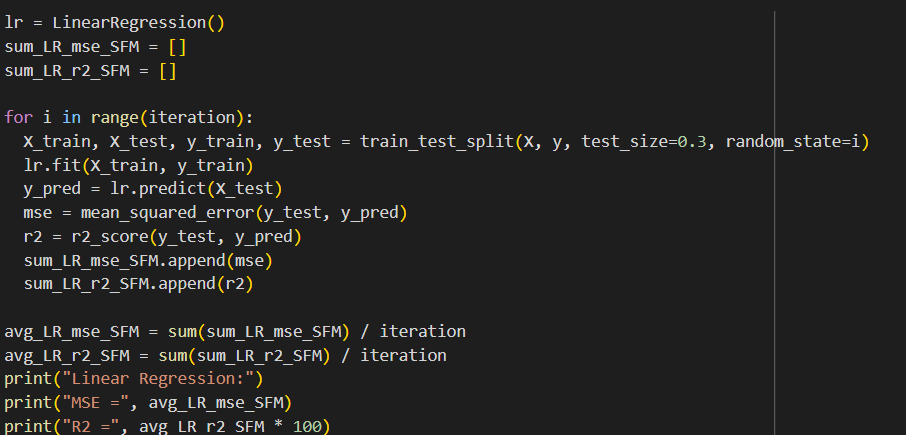 lr = LinearRegression()
sum_LR_mse_SFM = []
sum_LR_r2_SFM = []
for i in range(iteration):
  X_train, X_test, y_train, y_test = train_test_split(X, y, test_size=0.3, random_state=i)
  lr.fit(X_train, y_train)
  y_pred = lr.predict(X_test)
  mse = mean_squared_error(y_test, y_pred)
  r2 = r2_score(y_test, y_pred)
  sum_LR_mse_SFM.append(mse)
  sum_LR_r2_SFM.append(r2)
avg_LR_mse_SFM = sum(sum_LR_mse_SFM) / iteration
avg_LR_r2_SFM = sum(sum_LR_r2_SFM) / iteration
print("Linear Regression:")
print("MSE =", avg_LR_mse_SFM)
print("R2 =", avg_LR_r2_SFM * 100)